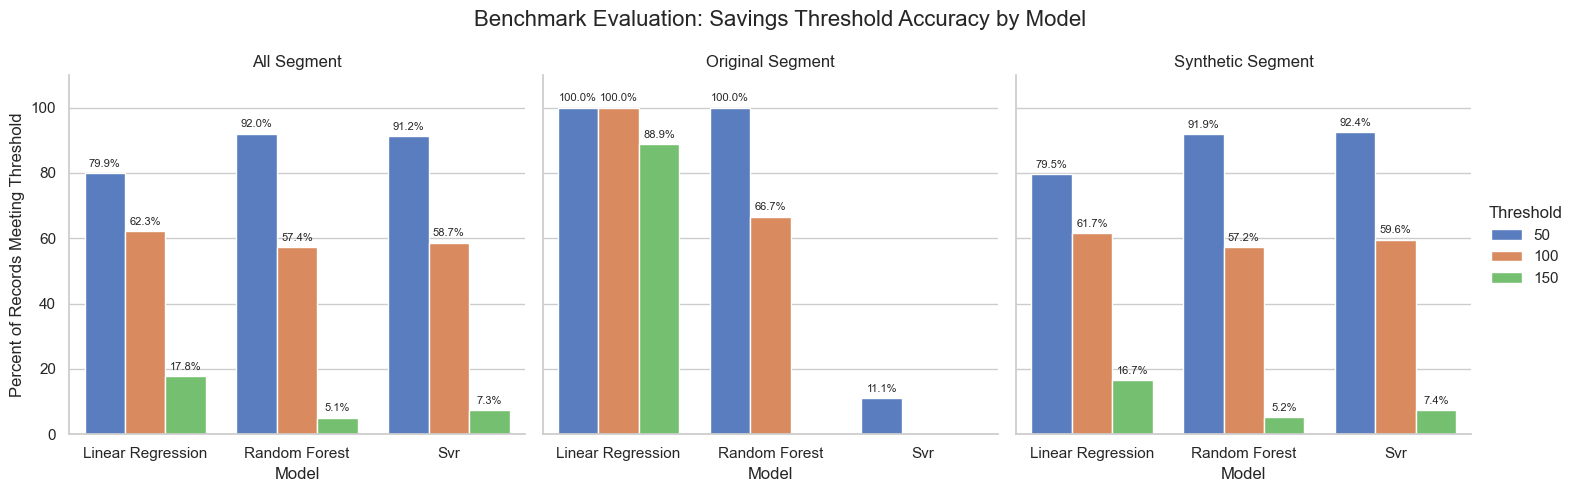 Benchmark Evaluation: Savings Threshold Accuracy by Model
All Segment
Original Segment
Synthetic Segment
Percent of Records Meeting Threshold
100
80
60
40
20
0
79.9%
62.3%
17.8%
92.0%
57.4%
5.1%
91.2%
58.7%
7.3%
Linear Regression
Random Forest
Svr
Model
100.0%
100.0%
88.9%
100.0%
66.7%
11.1%
Linear Regression
Random Forest
Svr
Model
79.5%
61.7%
16.7%
91.9%
57.2%
5.2%
92.4%
59.6%
7.4%
Linear Regression
Random Forest
Svr
Model
Threshold
50
100
150